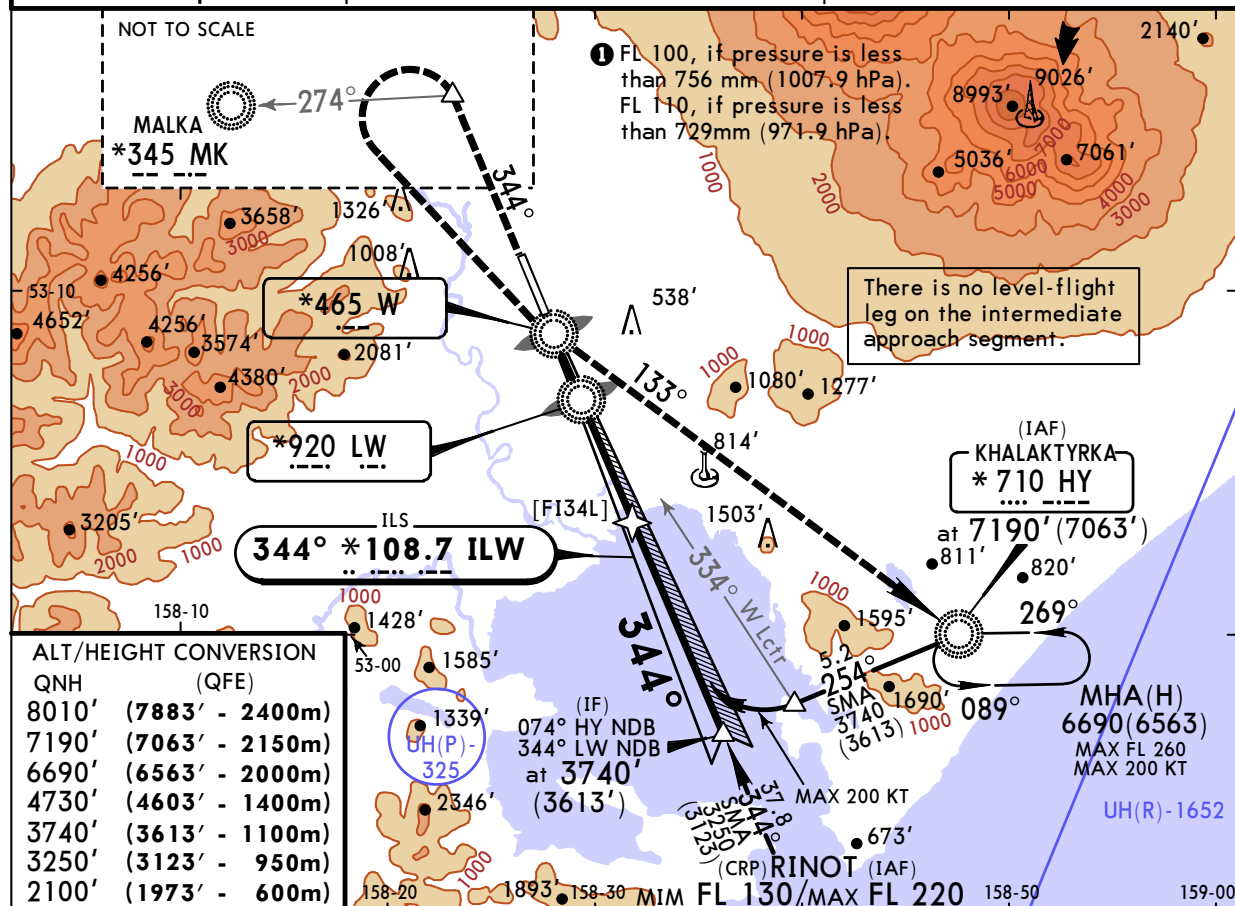 NOT TO SCALE
274°
MALKA
*345 MK
344°
❶ FL 100, if pressure is less
than 756 mm (1007.9 hPa).
FL 110, if pressure is less
than 729mm (971.9 hPa).
2140'
9026'
8993'
5036'
7061'
7000
6000
5000
4000
3000
2000
1000
1326'
3658'
3000
1008'
4256'
53-10
4652'
4256'
3574'
2081'
4380'
3000
2000
1000
*465 W
538'
There is no level-flight
leg on the intermediate
approach segment.
1000
1000
1080'
1277'
133°
*920 LW
814'
(IAF)
KHALAKTYRKA
* 710 HY
at 7190' (7063')
3205'
2000
1000
[FI34L]
ILS
344° *108.7 ILW
1503'
811'
820'
334° W Lctr
158-10
1000
1428'
53-00
1585'
1000
1595'
269°
344°
5.2
254°
SMA
3740
(3613)
1690'
1000
089°
MHA(H)
6690(6563)
MAX FL 260
MAX 200 KT
1339'
UH(P)-
325
(IF)
074° HY NDB
344° LW NDB
at 3740'
(3613')
MAX 200 KT
37.8
344°
SMA
3250
(3123)
UH(R)-1652
2346'
673'
1000
(CRP) RINOT (IAF)
MIM FL 130/MAX FL 220
1893'
158-20
158-30
158-50
159-00
ALT/HEIGHT CONVERSION
QNH (QFE)
8010' (7883' - 2400m)
7190' (7063' - 2150m)
6690' (6563' - 2000m)
4730' (4603' - 1400m)
3740' (3613' - 1100m)
3250' (3123' - 950m)
2100' (1973' - 600m)